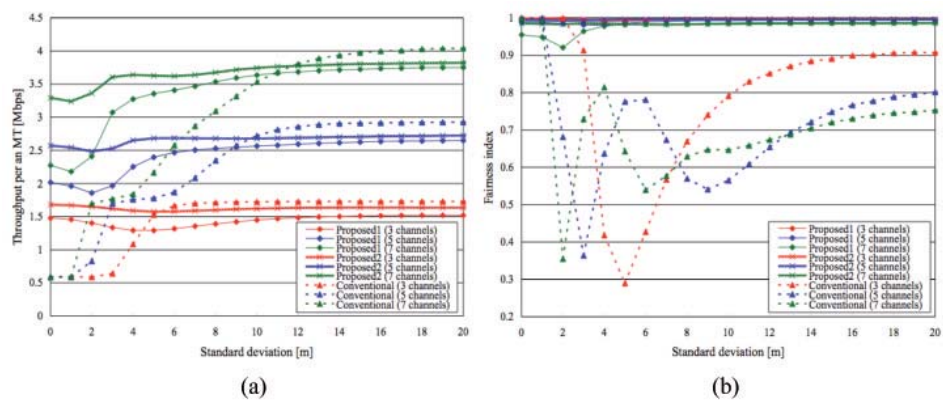 (a)
4.5
4
3.5
3
2.5
2
1.5
1
0.5
0
Throughput per an MT [Mbps]
Proposed1 (3 channels)
Proposed1 (5 channels)
Proposed1 (7 channels)
Proposed2 (3 channels)
Proposed2 (5 channels)
Proposed2 (7 channels)
Conventional (3 channels)
Conventional (5 channels)
Conventional (7 channels)
0 2 4 6 8 10 12 14 16 18 20
Standard deviation [m]
(a)
(b)
1
0.9
0.8
0.7
0.6
0.5
0.4
0.3
0.2
Fairness index
Proposed1 (3 channels)
Proposed1 (5 channels)
Proposed1 (7 channels)
Proposed2 (3 channels)
Proposed2 (5 channels)
Proposed2 (7 channels)
Conventional (3 channels)
Conventional (5 channels)
Conventional (7 channels)
0 2 4 6 8 10 12 14 16 18 20
Standard deviation [m]
(b)